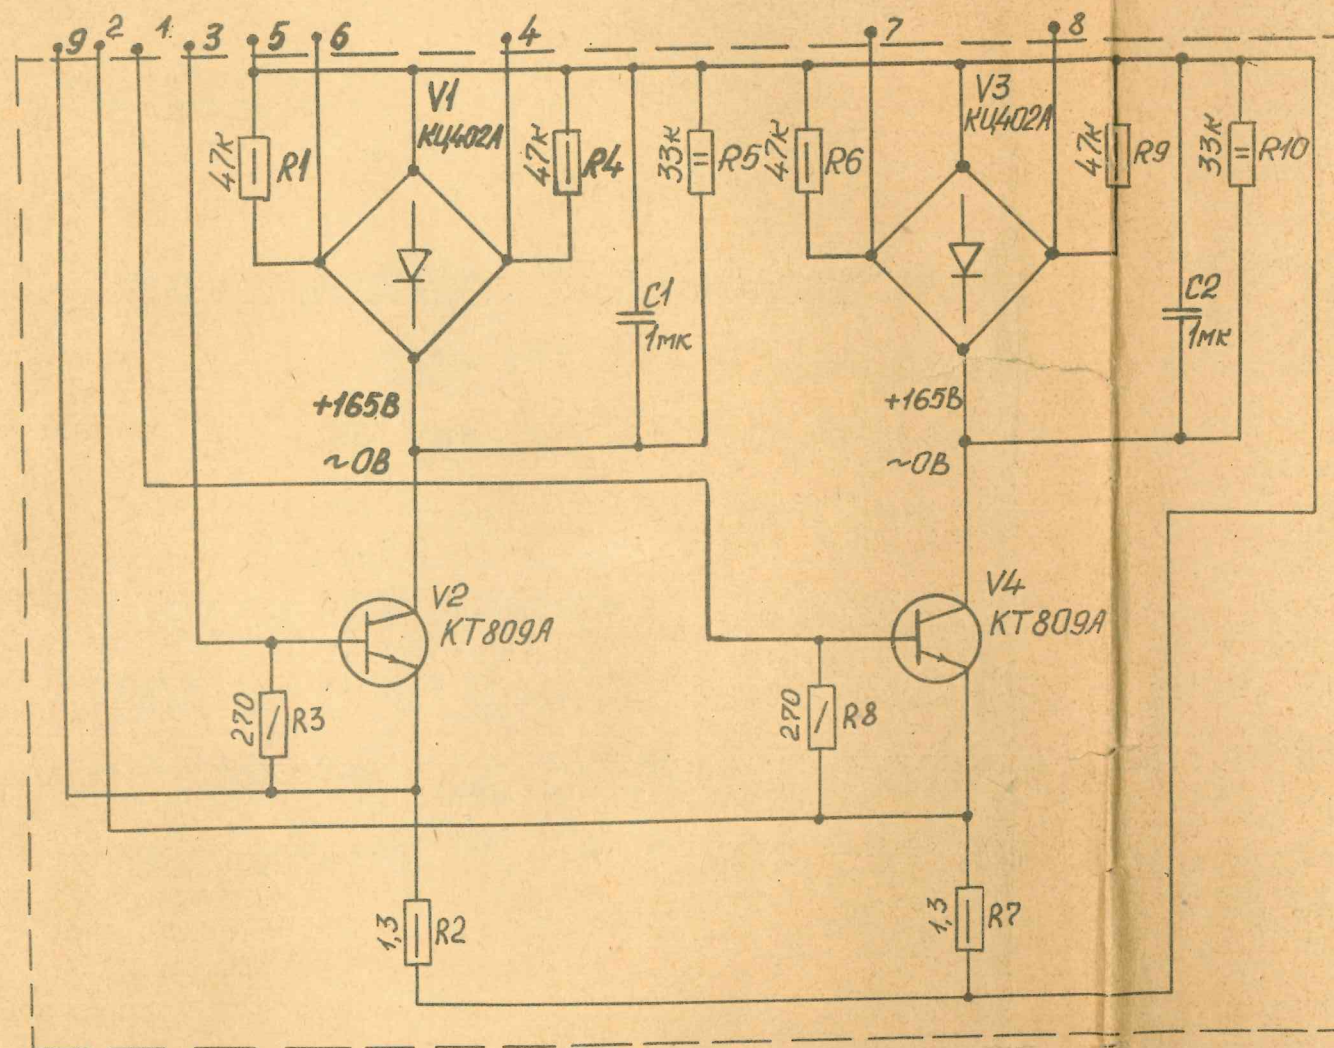 9 2 1 3 5 6 4 7 8
V1
КЦ402А
V3
КЦ402А
47К R1
47К R4
33К R5
47К R6
47К R9
33К R10
С1
1мк
С2
1мк
+165В
~0В
+165В
~0В
V2
КТ809А
V4
КТ809А
270 R3
270 R8
1,3 R2
1,3 R7